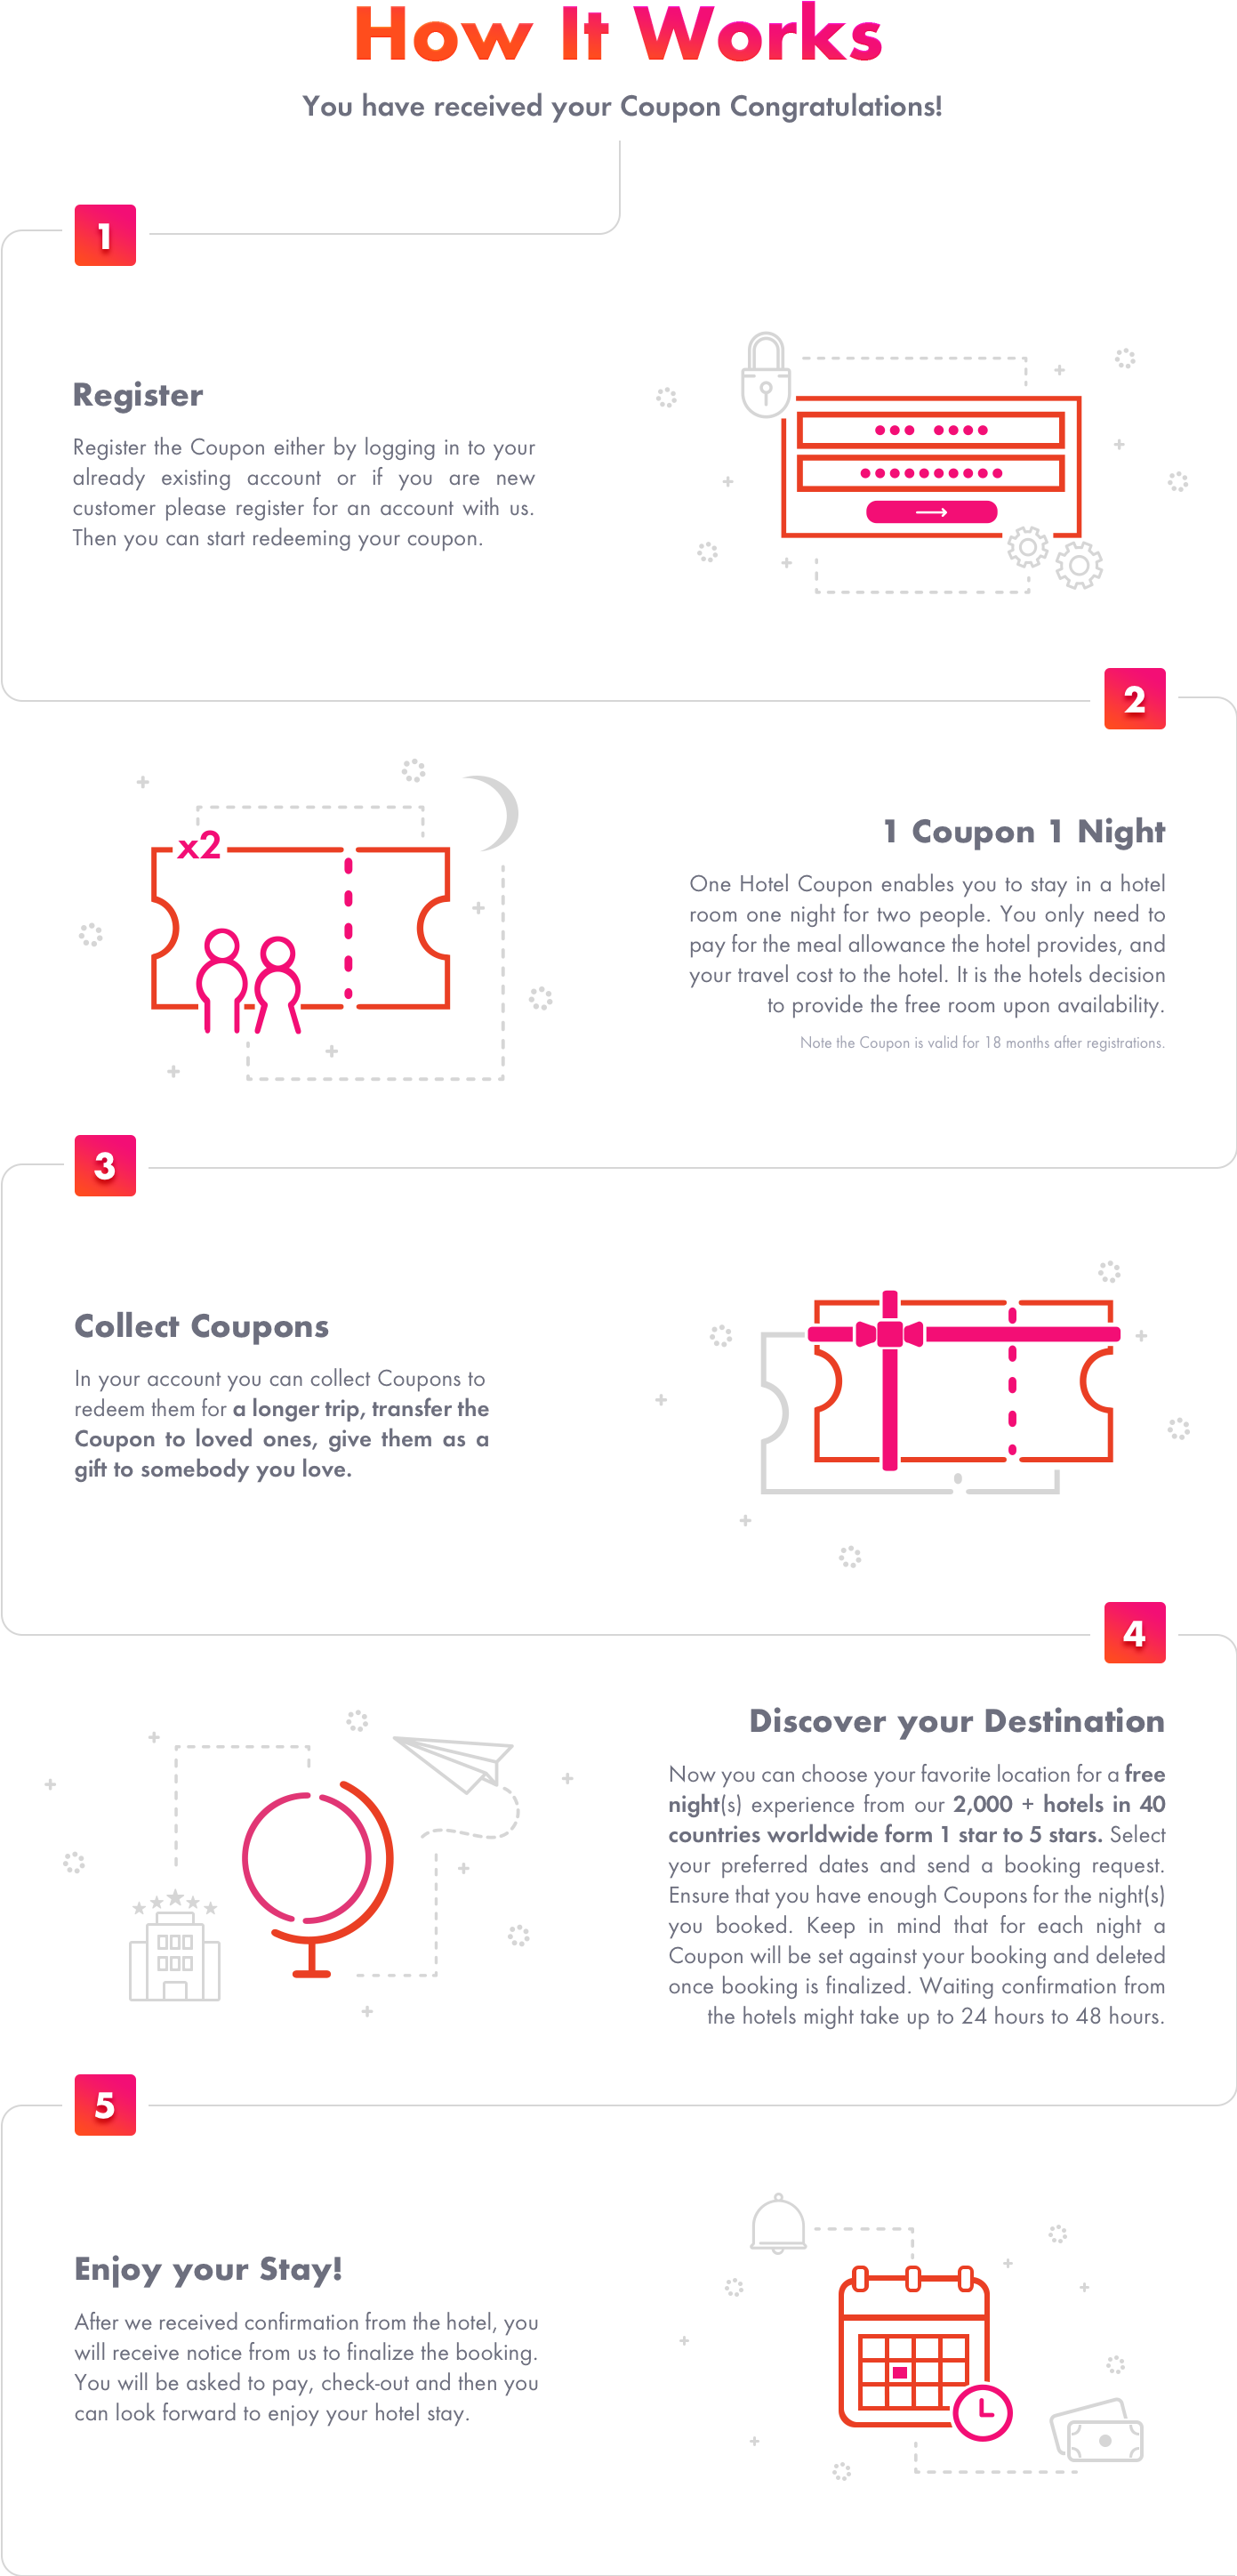 How It Works
You have received your Coupon Congratulations!
1
Register
Register the Coupon either by logging in to your
already existing account or if you are new
customer please register for an account with us.
Then you can start redeeming your coupon.
2
x2
1 Coupon 1 Night
One Hotel Coupon enables you to stay in a hotel
room one night for two people. You only need to
pay for the meal allowance the hotel provides, and
your travel cost to the hotel. It is the hotels decision
to provide the free room upon availability.
Note the Coupon is valid for 18 months after registrations.
3
Collect Coupons
In your account you can collect Coupons to
redeem them for a longer trip, transfer the
Coupon to loved ones, give them as a
gift to somebody you love.
4
Discover your Destination
Now you can choose your favorite location for a free
night(s) experience from our 2,000 + hotels in 40
countries worldwide form 1 star to 5 stars. Select
your preferred dates and send a booking request.
Ensure that you have enough Coupons for the night(s)
you booked. Keep in mind that for each night a
Coupon will be set against your booking and deleted
once booking is finalized. Waiting confirmation from
the hotels might take up to 24 hours to 48 hours.
5
Enjoy your Stay!
After we received confirmation from the hotel, you
will receive notice from us to finalize the booking.
You will be asked to pay, check-out and then you
can look forward to enjoy your hotel stay.